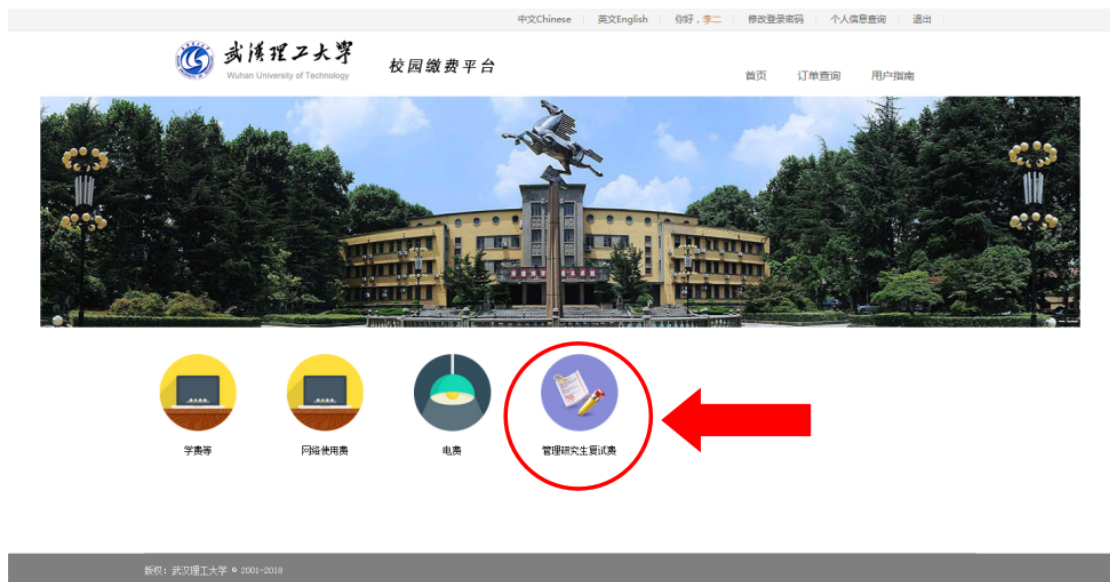 中文Chinese 英文English 你好，李二 修改登录密码 个人信息查询 退出
武汉理工大学
Wuhan University of Technology
校园缴费平台
首页 订单查询 用户指南
学费等 网络使用费 电费 管理研究生复试费
版权：武汉理工大学 © 2001-2018